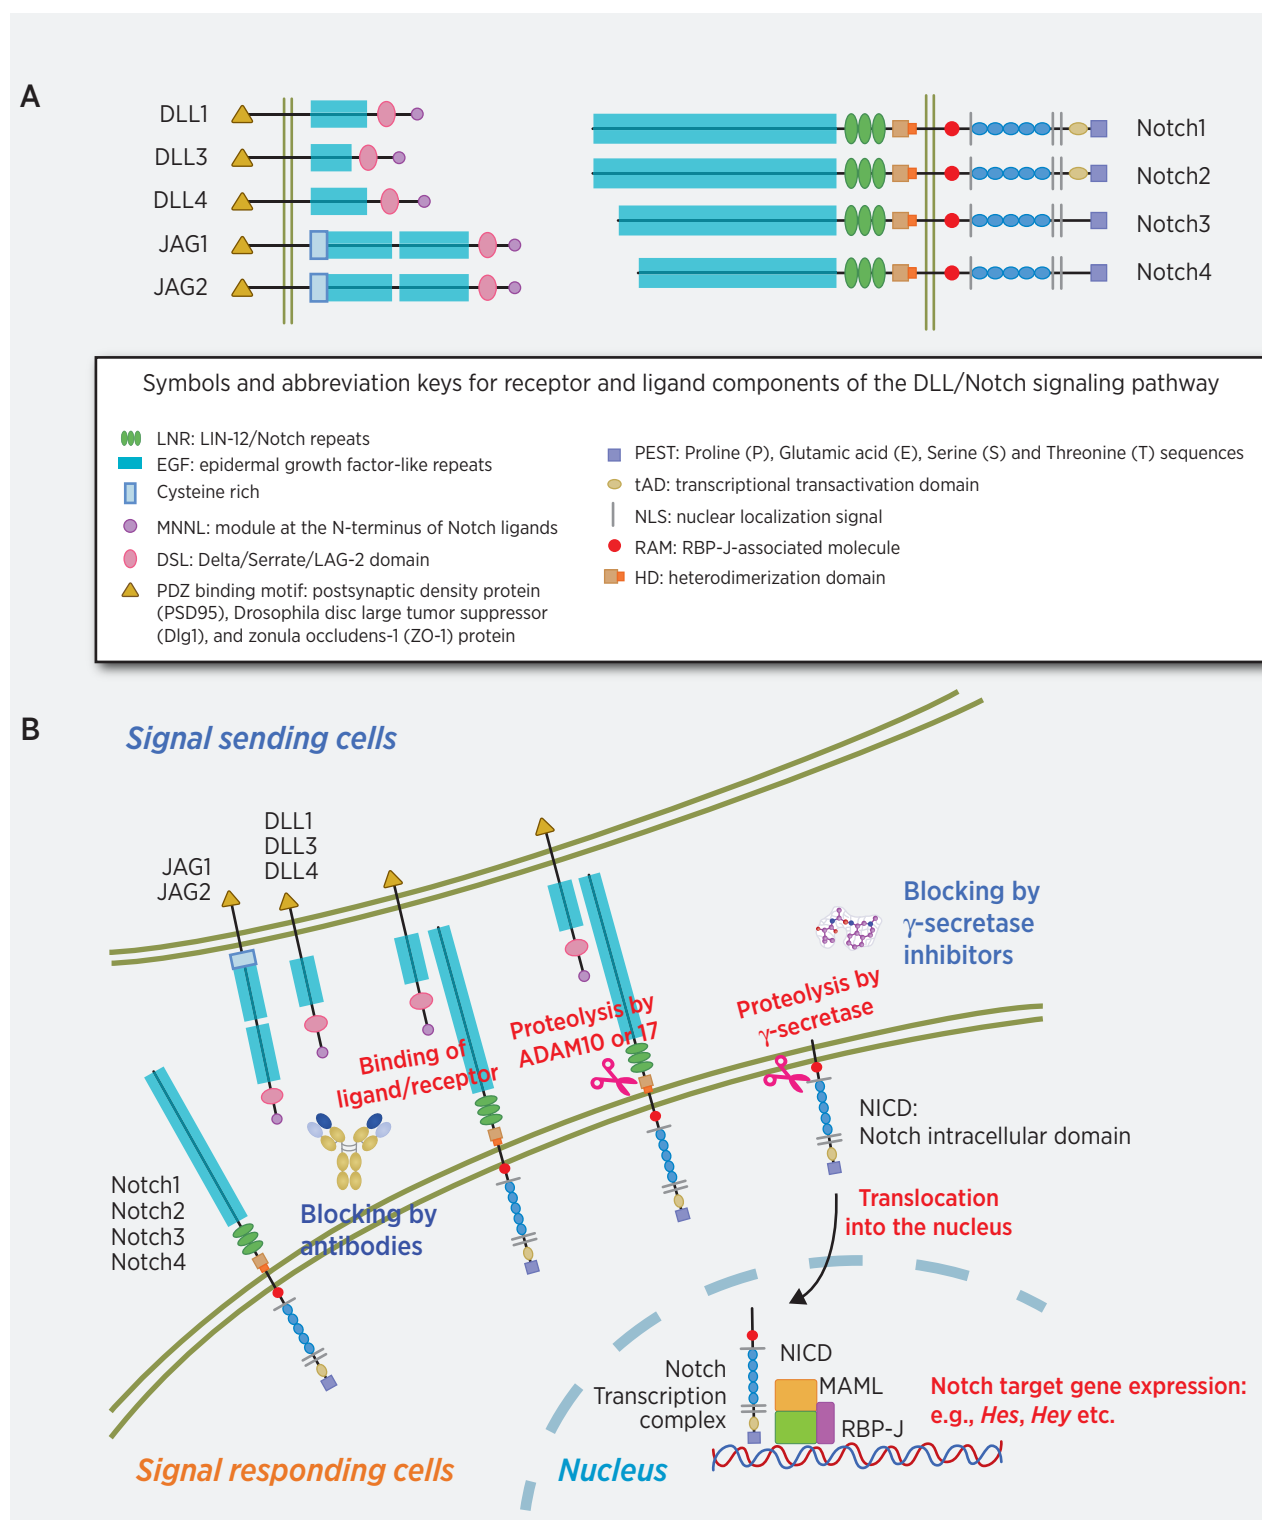 A
DLL1
DLL3
DLL4
JAG1
JAG2
Notch1
Notch2
Notch3
Notch4
Symbols and abbreviation keys for receptor and ligand components of the DLL/Notch signaling pathway
LNR: LIN-12/Notch repeats
EGF: epidermal growth factor-like repeats
Cysteine rich
MNNL: module at the N-terminus of Notch ligands
DSL: Delta/Serrate/LAG-2 domain
PDZ binding motif: postsynaptic density protein
(PSD95), Drosophila disc large tumor suppressor
(Dlg1), and zonula occludens-1 (ZO-1) protein
PEST: Proline (P), Glutamic acid (E), Serine (S) and Threonine (T) sequences
tAD: transcriptional transactivation domain
NLS: nuclear localization signal
RAM: RBP-J-associated molecule
HD: heterodimerization domain
B
Signal sending cells
DLL1
DLL3
DLL4
JAG1
JAG2
Blocking by
γ-secretase
inhibitors
Proteolysis by
γ-secretase
Proteolysis by
ADAM10 or 17
Binding of
ligand/receptor
NICD:
Notch intracellular domain
Notch1
Notch2
Notch3
Notch4
Blocking by
antibodies
Translocation
into the nucleus
Notch
Transcription
complex
NICD
MAML
RBP-J
Notch target gene expression:
e.g., Hes, Hey etc.
Signal responding cells
Nucleus